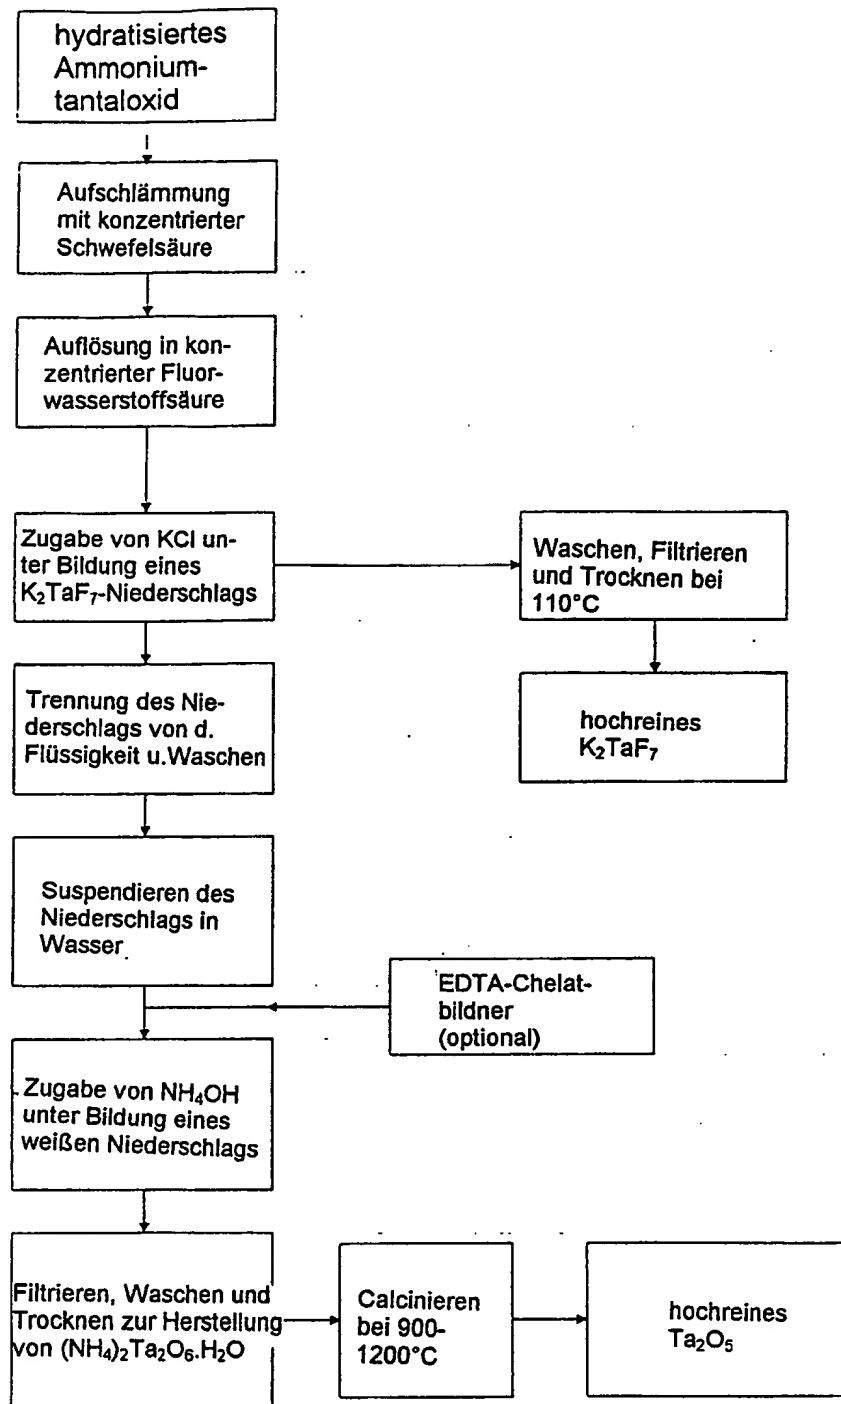 hydratisiertes
Ammonium-
tantaloxid
Aufschlämmung
mit konzentrierter
Schwefelsäure
Auflösung in kon-
zentrierter Fluor-
wasserstoffsäure
Zugabe von KCl un-
ter Bildung eines
K₂TaF₇-Niederschlags
Waschen, Filtrieren
und Trocknen bei
110°C
Trennung des Nie-
derschlags von d.
Flüssigkeit u.Waschen
hochreines
K₂TaF₇
Suspendieren des
Niederschlags in
Wasser
EDTA-Chelat-
bildner
(optional)
Zugabe von NH₄OH
unter Bildung eines
weißen Niederschlags
Filtrieren, Waschen und
Trocknen zur Herstellung
von (NH₄)₂Ta₂O₆.H₂O
Calcinieren
bei 900-
1200°C
hochreines
Ta₂O₅